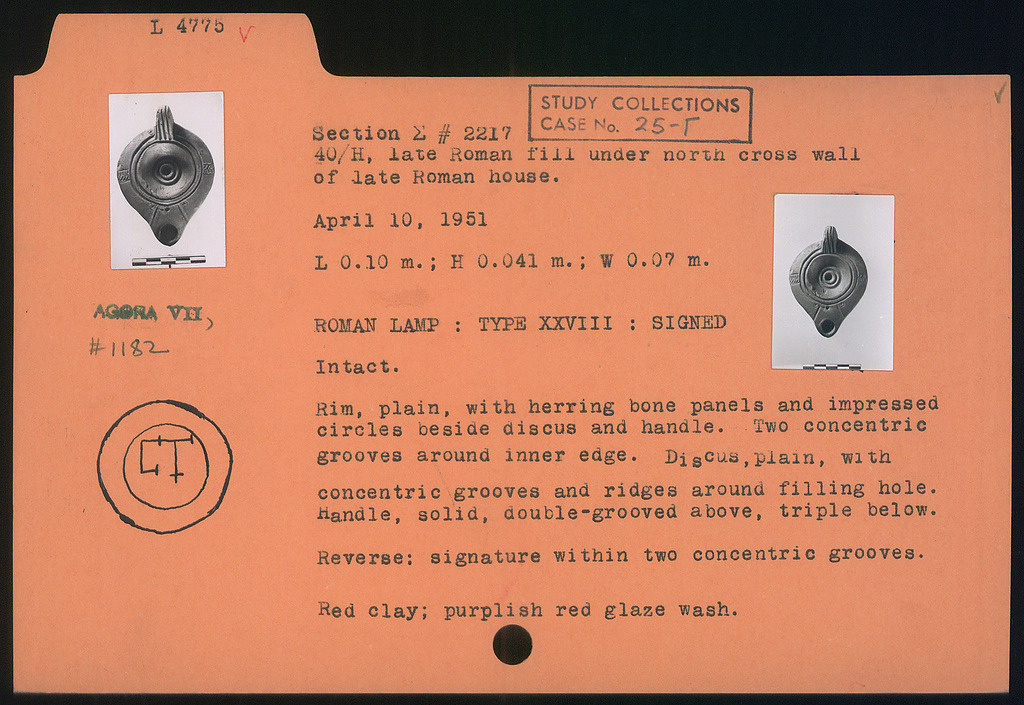 L 4775 V
STUDY COLLECTIONS
CASE No. 25-Γ
Section Σ # 2217
40/H, late Roman fill under north cross wall
of late Roman house.
April 10, 1951
L 0.10 m.; H 0.041 m.; W 0.07 m.
AGORA VII,
#1182
ROMAN LAMP : TYPE XXVIII : SIGNED
Intact.
Rim, plain, with herring bone panels and impressed
circles beside discus and handle. Two concentric
grooves around inner edge. Discus, plain, with
concentric grooves and ridges around filling hole.
Handle, solid, double-grooved above, triple below.
Reverse: signature within two concentric grooves.
Red clay; purplish red glaze wash.